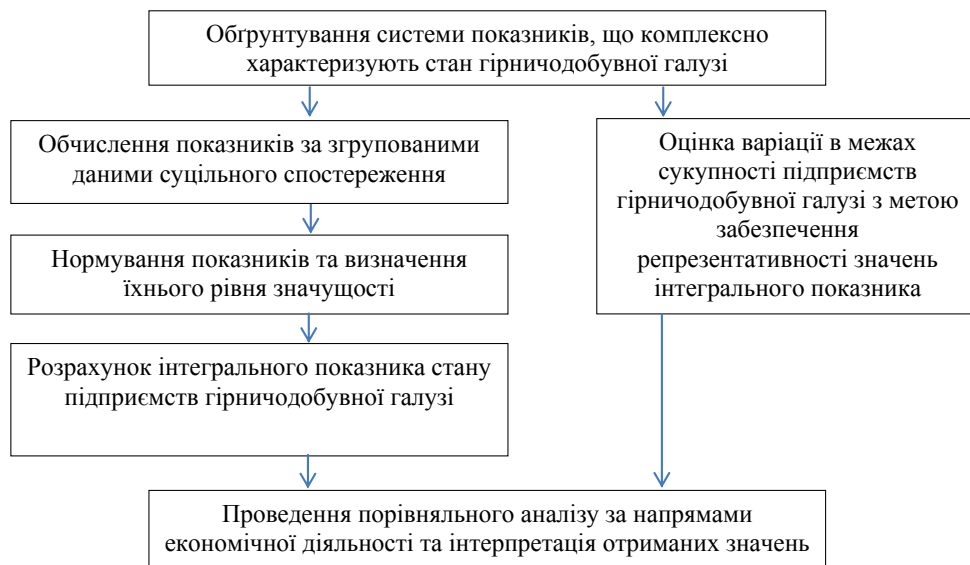 Обґрунтування системи показників, що комплексно
характеризують стан гірничодобувної галузі
Обчислення показників за згрупованими
даними суцільного спостереження
Нормування показників та визначення
їхнього рівня значущості
Розрахунок інтегрального показника стану
підприємств гірничодобувної галузі
Оцінка варіації в межах
сукупності підприємств
гірничодобувної галузі з метою
забезпечення
репрезентативності значень
інтегрального показника
Проведення порівняльного аналізу за напрямами
економічної діяльності та інтерпретація отриманих значень